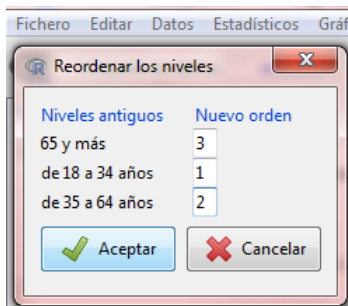 Fichero Editar Datos Estadísticos Gráf
Reordenar los niveles
Niveles antiguos Nuevo orden
65 y más 3
de 18 a 34 años 1
de 35 a 64 años 2
Aceptar Cancelar